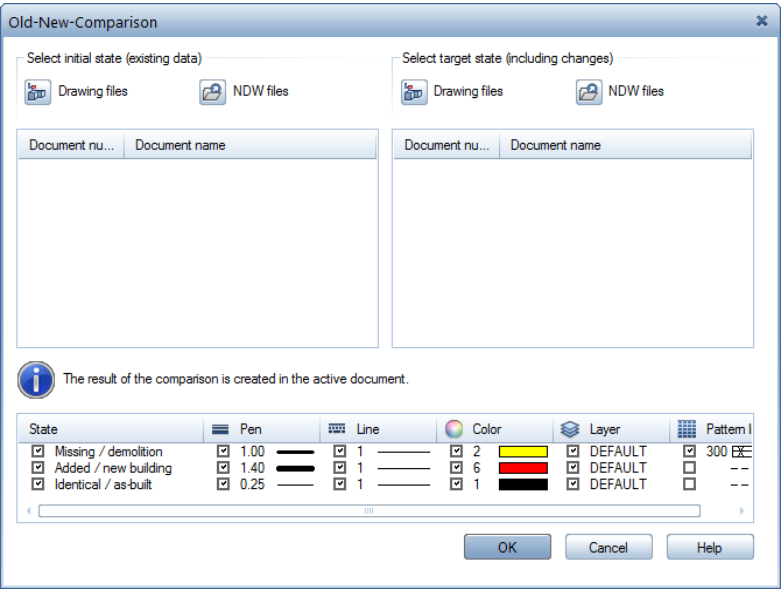 Old-New-Comparison
Select initial state (existing data)
Drawing files
NDW files
Select target state (including changes)
Drawing files
NDW files
Document nu... Document name
Document nu... Document name
The result of the comparison is created in the active document.
State Pen Line Color Layer Pattern I
Missing / demolition 1.00 1 2 DEFAULT 300
Added / new building 1.40 1 6 DEFAULT --
Identical / as-built 0.25 1 1 DEFAULT --
OK Cancel Help